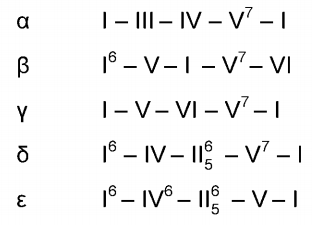 α I – III – IV – V⁷ – I
β I⁶ – V – I – V⁷ – VI
γ I – V – VI – V⁷ – I
δ I⁶ – IV – II⁶₅ – V⁷ – I
ε I⁶ – IV⁶ – II⁶₅ – V – I